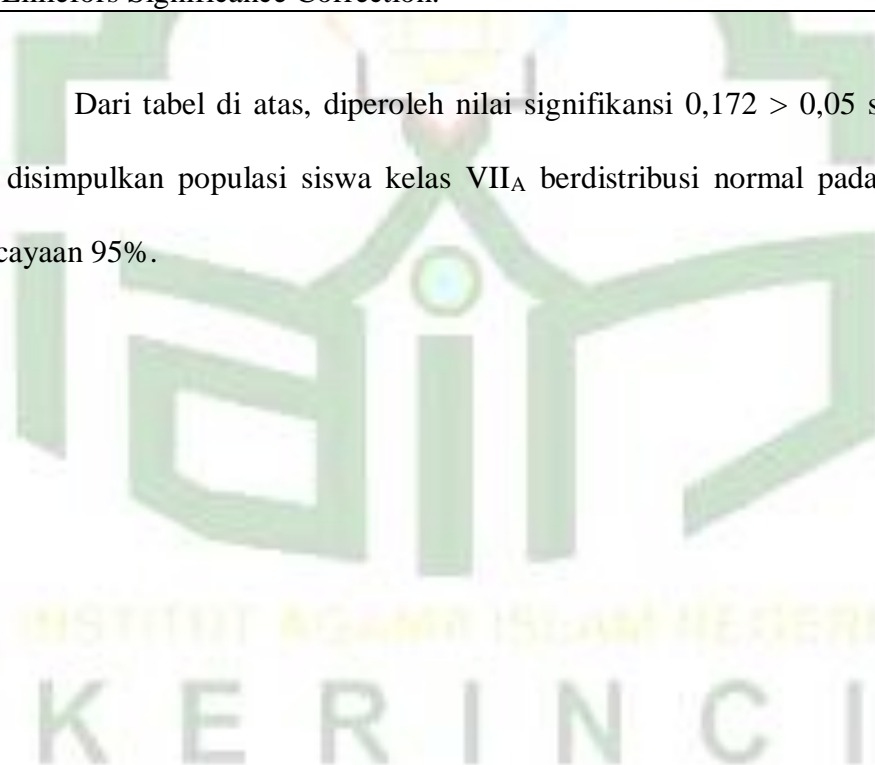 Significance Correction.
Dari tabel di atas, diperoleh nilai signifikansi 0,172 > 0,05 s
disimpulkan populasi siswa kelas VIIA berdistribusi normal pada
cayaan 95%.
INSTITUT AGAMA ISLAM NEGERI
KERINCI